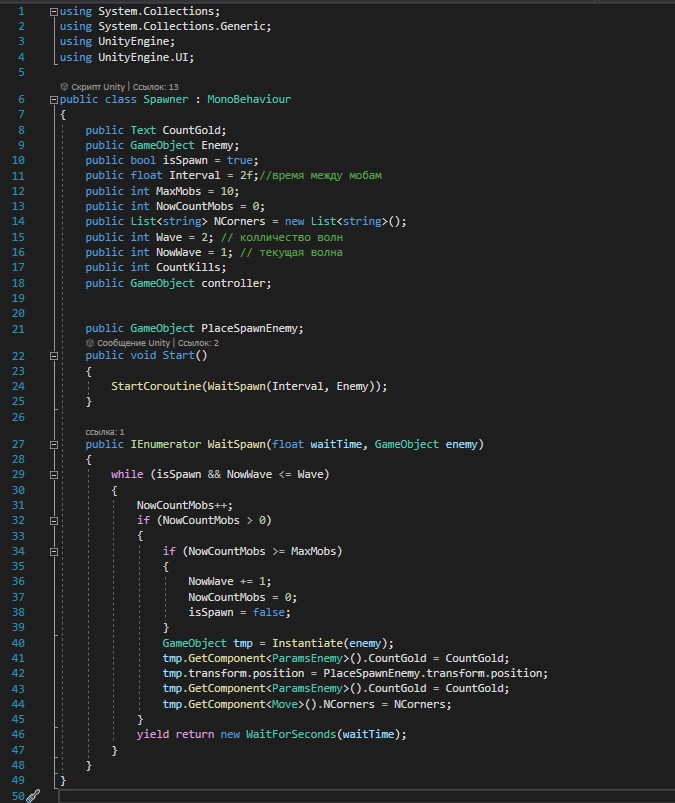 1 using System.Collections;
2 using System.Collections.Generic;
3 using UnityEngine;
4 using UnityEngine.UI;
5
Скрипт Unity | Ссылок: 13
6 public class Spawner : MonoBehaviour
7 {
8 public Text CountGold;
9 public GameObject Enemy;
10 public bool isSpawn = true;
11 public float Interval = 2f;//время между мобам
12 public int MaxMobs = 10;
13 public int NowCountMobs = 0;
14 public List<string> NCorners = new List<string>();
15 public int Wave = 2; // колличество волн
16 public int NowWave = 1; // текущая волна
17 public int CountKills;
18 public GameObject controller;
19
20
21 public GameObject PlaceSpawnEnemy;
Сообщение Unity | Ссылок: 2
22 public void Start()
23 {
24 StartCoroutine(WaitSpawn(Interval, Enemy));
25 }
26
ссылка: 1
27 public IEnumerator WaitSpawn(float waitTime, GameObject enemy)
28 {
29 while (isSpawn && NowWave <= Wave)
30 {
31 NowCountMobs++;
32 if (NowCountMobs > 0)
33 {
34 if (NowCountMobs >= MaxMobs)
35 {
36 NowWave += 1;
37 NowCountMobs = 0;
38 isSpawn = false;
39 }
40 GameObject tmp = Instantiate(enemy);
41 tmp.GetComponent<ParamsEnemy>().CountGold = CountGold;
42 tmp.transform.position = PlaceSpawnEnemy.transform.position;
43 tmp.GetComponent<ParamsEnemy>().CountGold = CountGold;
44 tmp.GetComponent<Move>().NCorners = NCorners;
45 }
46 yield return new WaitForSeconds(waitTime);
47 }
48 }
49 }
50